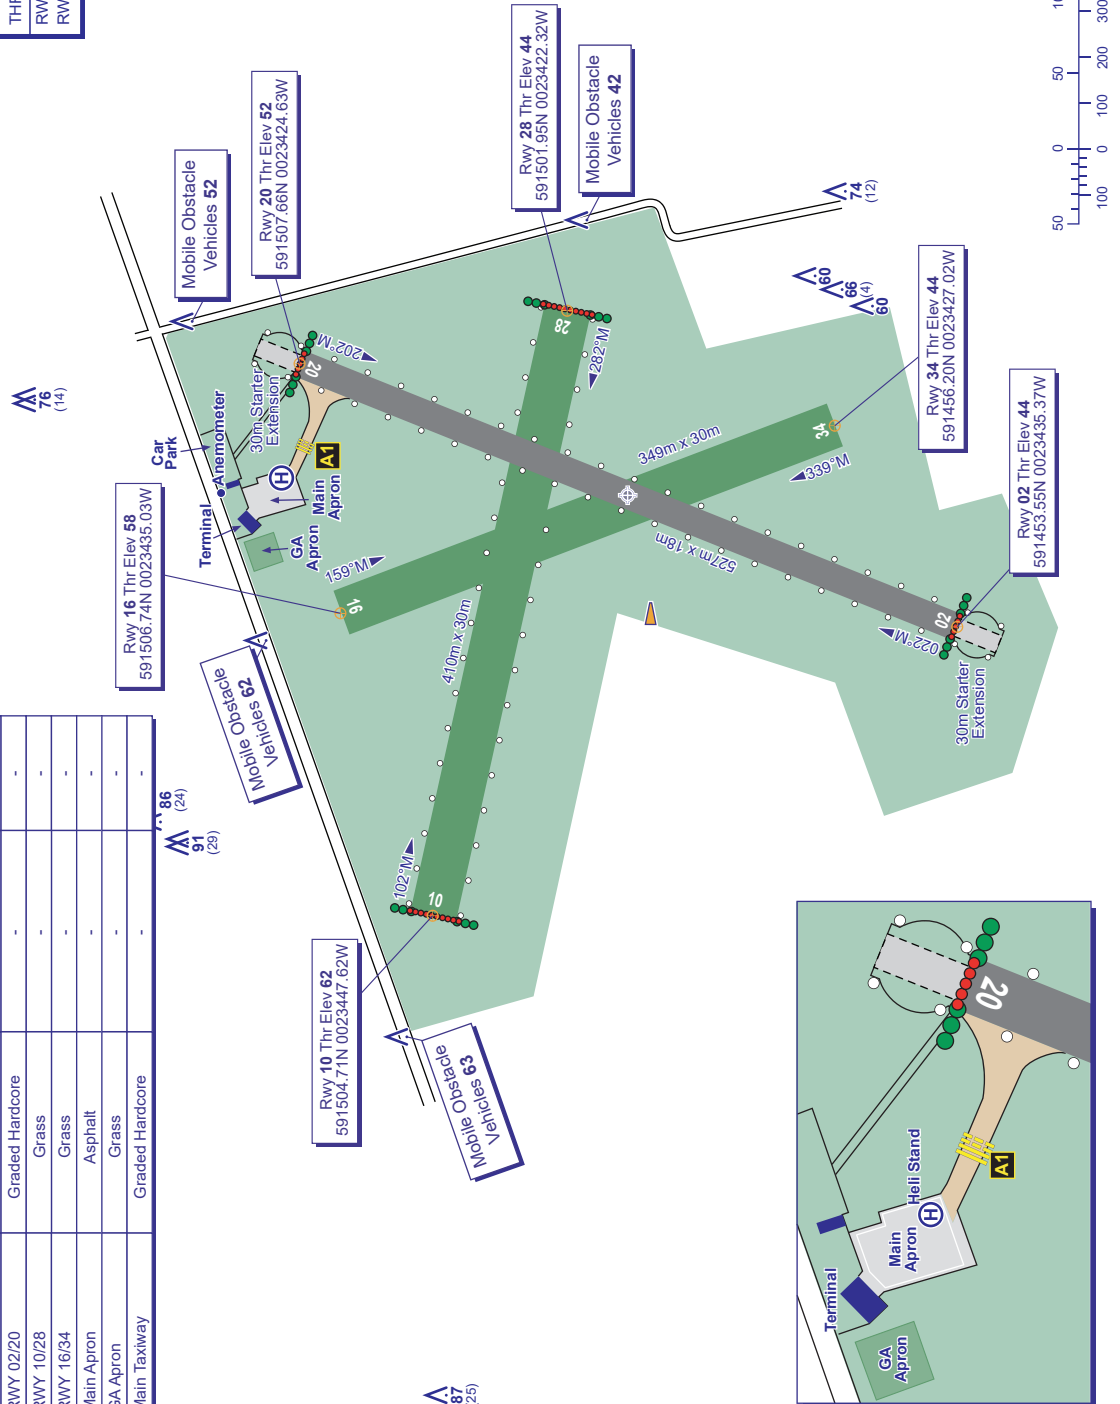 THR
RW
RW
RWY 02/20 Graded Hardcore - -
RWY 10/28 Grass - -
RWY 16/34 Grass - -
Main Apron Asphalt - -
GA Apron Grass - -
Main Taxiway Graded Hardcore - -
76
(14)
86
(24)
91
(29)
87
(25)
74
(12)
60
66
(4)
60
Mobile Obstacle
Vehicles 52
Rwy 20 Thr Elev 52
591507.66N 0023424.63W
Rwy 28 Thr Elev 44
591501.95N 0023422.32W
Mobile Obstacle
Vehicles 42
Rwy 34 Thr Elev 44
591456.20N 0023427.02W
Rwy 02 Thr Elev 44
591453.55N 0023435.37W
Rwy 16 Thr Elev 58
591506.74N 0023435.03W
Mobile Obstacle
Vehicles 62
Rwy 10 Thr Elev 62
591504.71N 0023447.62W
Mobile Obstacle
Vehicles 63
Car
Park
Anemometer
Terminal
30m Starter
Extension
H
A1
Main
Apron
GA
Apron
20
202°M
28
282°M
159°M
16
410m x 30m
349m x 30m
34
339°M
527m x 18m
102°M
10
022°M
02
30m Starter
Extension
50 0 50 10
100 0 100 200 300
Terminal
GA
Apron
Main
Apron
Heli Stand
H
A1
20